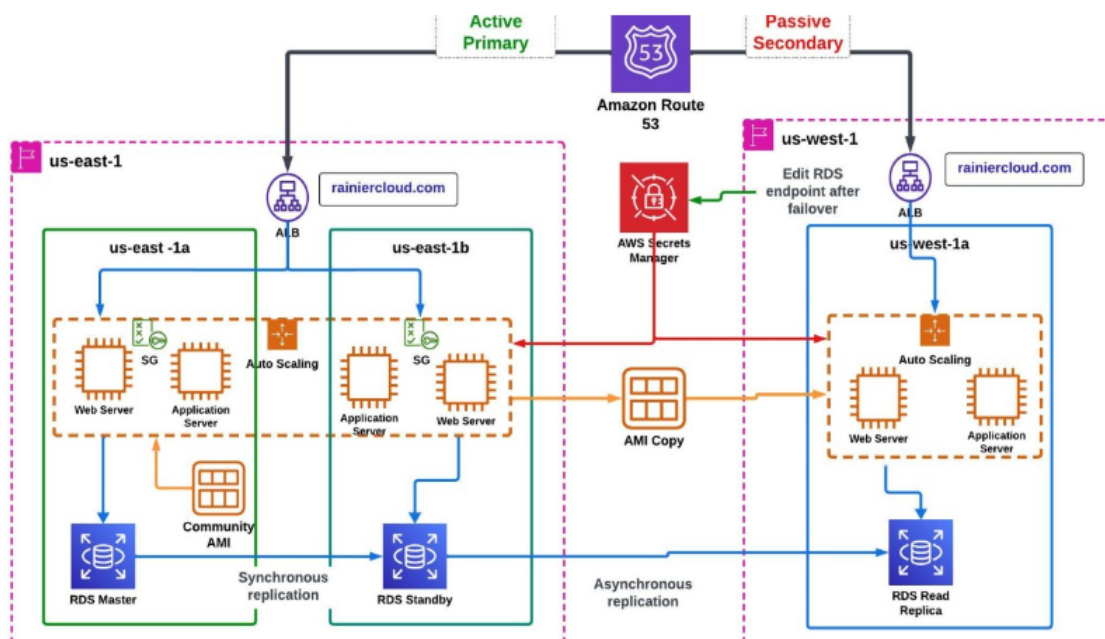 Active
Primary
Passive
Secondary
53
Amazon Route
53
us-east-1
rainiercloud.com
ALB
us-east -1a
us-east-1b
SG
Auto Scaling
SG
Web Server
Application
Server
Application
Server
Web Server
Community
AMI
RDS Master
Synchronous
replication
RDS Standby
AWS Secrets
Manager
Edit RDS
endpoint after
failover
AMI Copy
Asynchronous
replication
us-west-1
rainiercloud.com
ALB
us-west-1a
Auto Scaling
Web Server
Application
Server
RDS Read
Replica